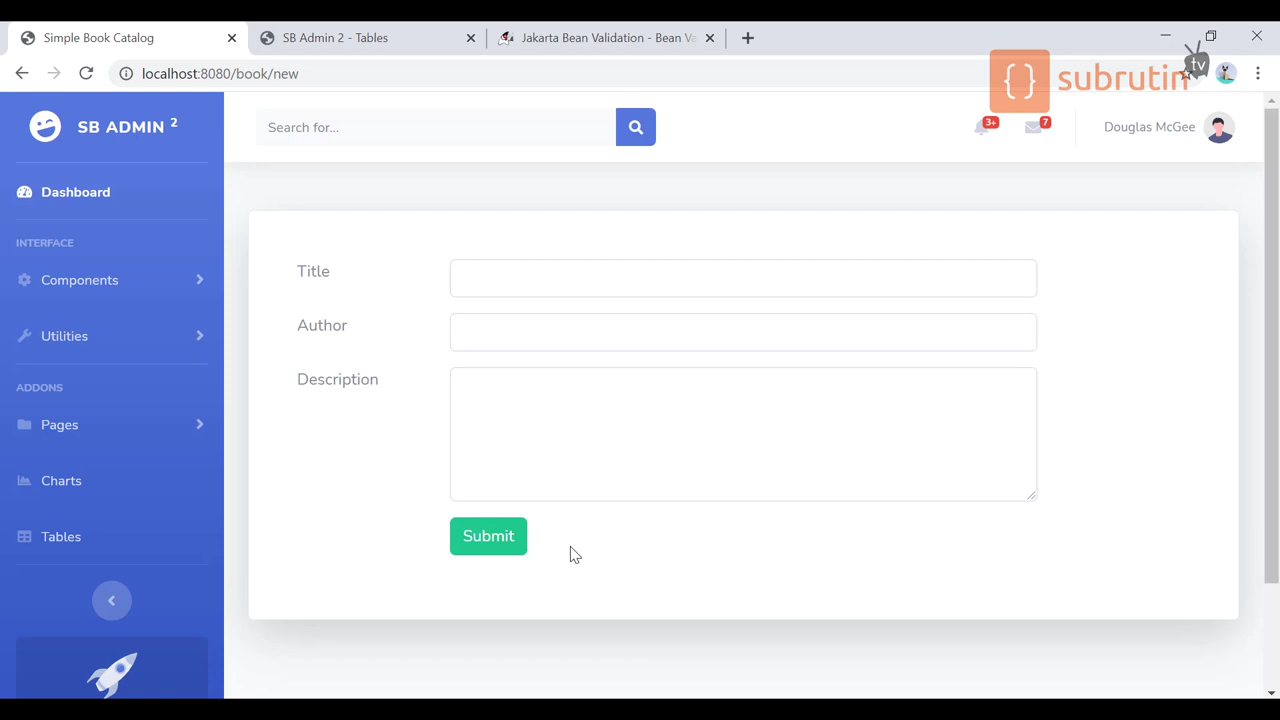 Simple Book Catalog
SB Admin 2 - Tables
Jakarta Bean Validation - Bean Va
localhost:8080/book/new
{} subrutin tv
SB ADMIN 2
Search for...
3+
7
Douglas McGee
Dashboard
INTERFACE
Components
Utilities
ADDONS
Pages
Charts
Tables
Title
Author
Description
Submit